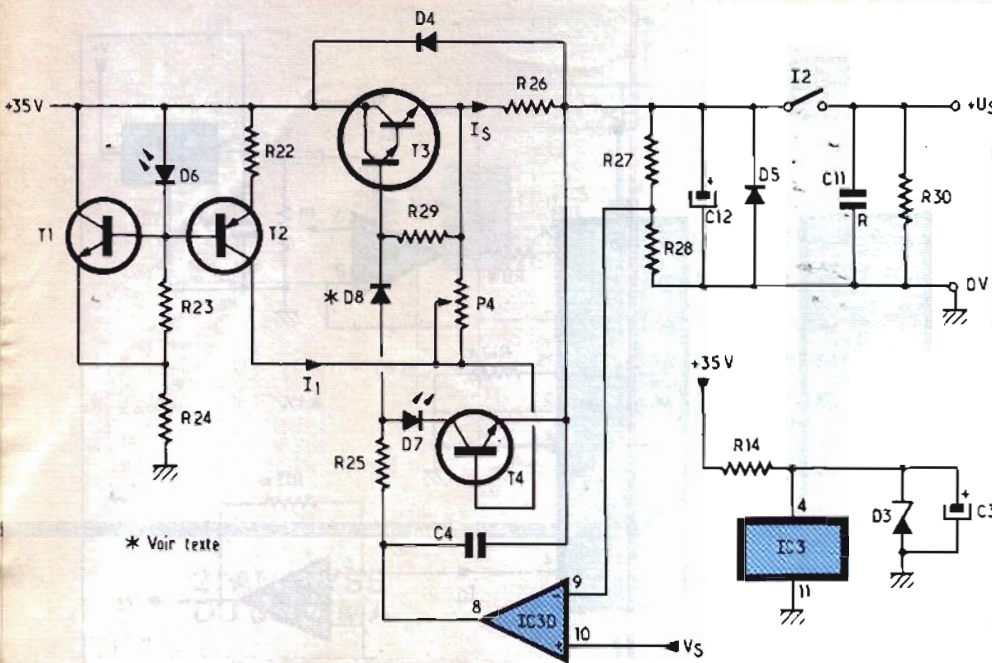 D4
+35V
R26
I2
+Us
Is
R22
T3
D6
R27
C12
D5
C11
R
R30
T1
T2
R29
R28
R23
* D8
P4
0V
I1
+35V
R24
D7
R14
R25
T4
4
D3
C3
* Voir texte
C4
IC3
8
9
IC3D
10
11
Vs